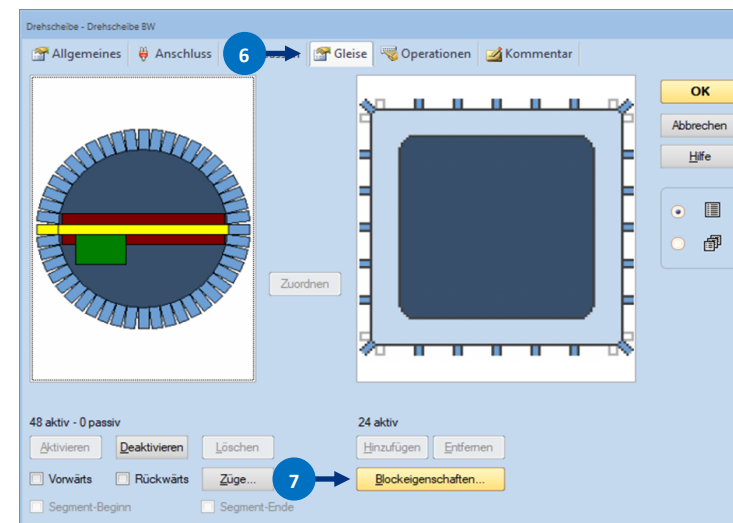 Drehscheibe - Drehscheibe BW
Allgemeines Anschluss 6 Gleise Operationen Kommentar
OK
Abbrechen
Hilfe
Zuordnen
48 aktiv - 0 passiv
24 aktiv
Aktivieren Deaktivieren Löschen Hinzufügen Entfernen
Vorwärts Rückwärts Züge... 7 Blockeigenschaften...
Segment-Beginn Segment-Ende